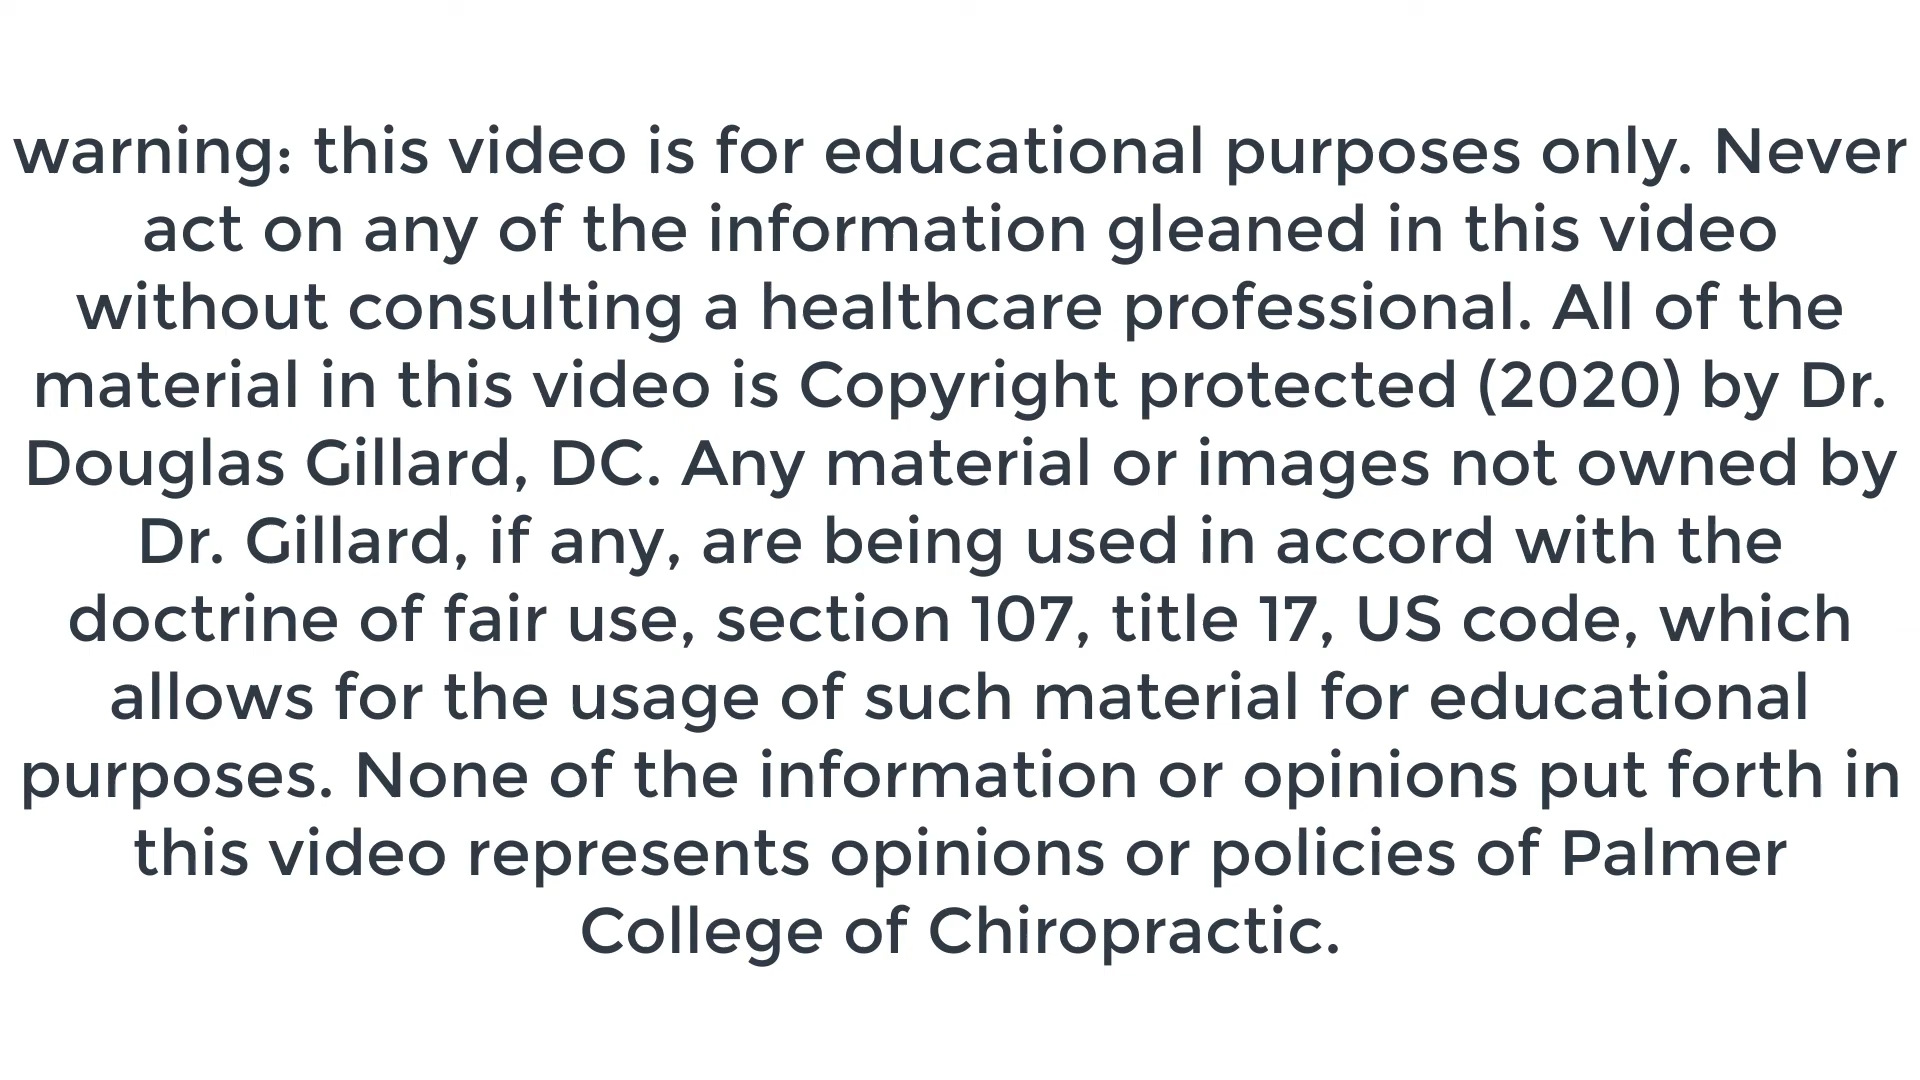 warning: this video is for educational purposes only. Never
act on any of the information gleaned in this video
without consulting a healthcare professional. All of the
material in this video is Copyright protected (2020) by Dr.
Douglas Gillard, DC. Any material or images not owned by
Dr. Gillard, if any, are being used in accord with the
doctrine of fair use, section 107, title 17, US code, which
allows for the usage of such material for educational
purposes. None of the information or opinions put forth in
this video represents opinions or policies of Palmer
College of Chiropractic.